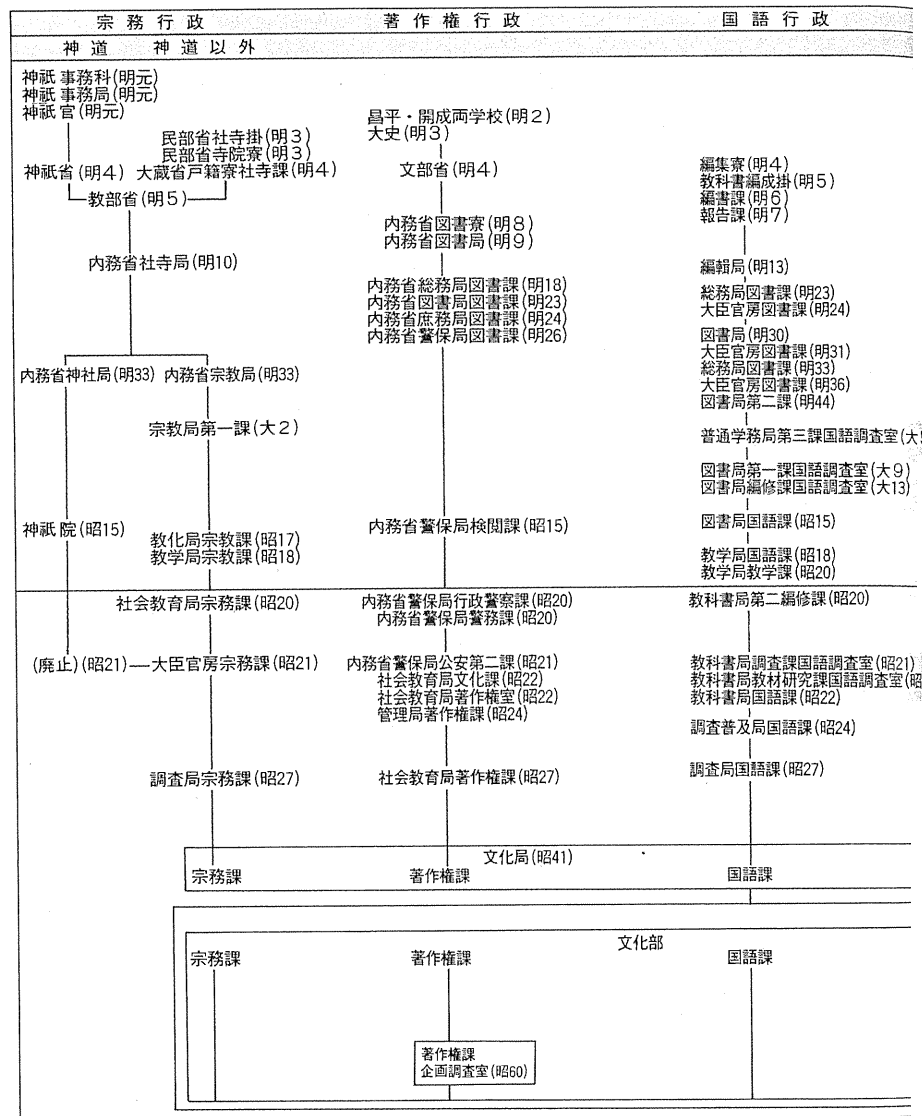 宗務行政
著作権行政
国語行政
神道
神道以外
神祇事務科(明元)
神祇事務局(明元)
神祇官(明元)
民部省社寺掛(明3)
民部省寺院寮(明3)
神祇省(明4)
大蔵省戸籍寮社寺課(明4)
教部省(明5)
内務省社寺局(明10)
内務省神社局(明33)
内務省宗教局(明33)
宗教局第一課(大2)
神祇院(昭15)
教化局宗教課(昭17)
教学局宗教課(昭18)
社会教育局宗務課(昭20)
(廃止)(昭21)
大臣官房宗務課(昭21)
調査局宗務課(昭27)
昌平・開成両学校(明2)
大史(明3)
文部省(明4)
内務省図書寮(明8)
内務省図書局(明9)
内務省総務局図書課(明18)
内務省図書局図書課(明23)
内務省庶務局図書課(明24)
内務省警保局図書課(明26)
内務省警保局検閲課(昭15)
内務省警保局行政警察課(昭20)
内務省警保局警務課(昭20)
内務省警保局公安第二課(昭21)
社会教育局文化課(昭22)
社会教育局著作権室(昭22)
管理局著作権課(昭24)
社会教育局著作権課(昭27)
編集寮(明4)
教科書編成掛(明5)
編書課(明6)
報告課(明7)
編輯局(明13)
総務局図書課(明23)
大臣官房図書課(明24)
図書局(明30)
大臣官房図書課(明31)
総務局図書課(明33)
大臣官房図書課(明36)
図書局第二課(明44)
普通学務局第三課国語調査室(大
図書局第一課国語調査室(大9)
図書局編修課国語調査室(大13)
図書局国語課(昭15)
教学局国語課(昭18)
教学局教学課(昭20)
教科書局第二編修課(昭20)
教科書局調査課国語調査室(昭21)
教科書局教材研究課国語調査室(昭
教科書局国語課(昭22)
調査普及局国語課(昭24)
調査局国語課(昭27)
文化局(昭41)
宗務課
著作権課
国語課
文化部
宗務課
著作権課
国語課
著作権課
企画調査室(昭60)